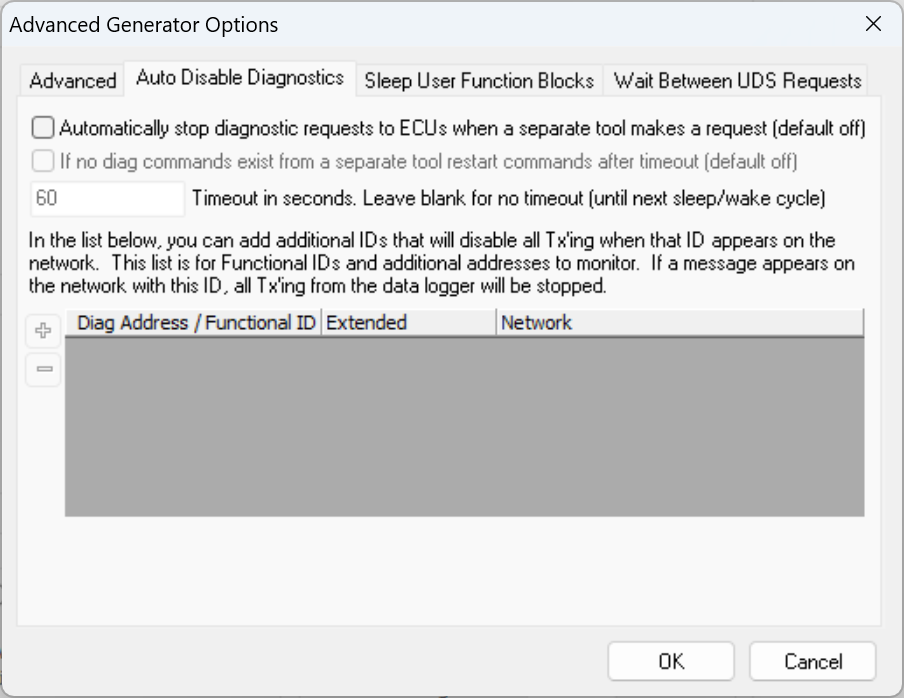 Advanced Generator Options
Advanced Auto Disable Diagnostics Sleep User Function Blocks Wait Between UDS Requests
Automatically stop diagnostic requests to ECUs when a separate tool makes a request (default off)
If no diag commands exist from a separate tool restart commands after timeout (default off)
60 Timeout in seconds. Leave blank for no timeout (until next sleep/wake cycle)
In the list below, you can add additional IDs that will disable all Tx'ing when that ID appears on the
network.  This list is for Functional IDs and additional addresses to monitor.  If a message appears on
the network with this ID, all Tx'ing from the data logger will be stopped.
Diag Address / Functional ID Extended Network
OK Cancel